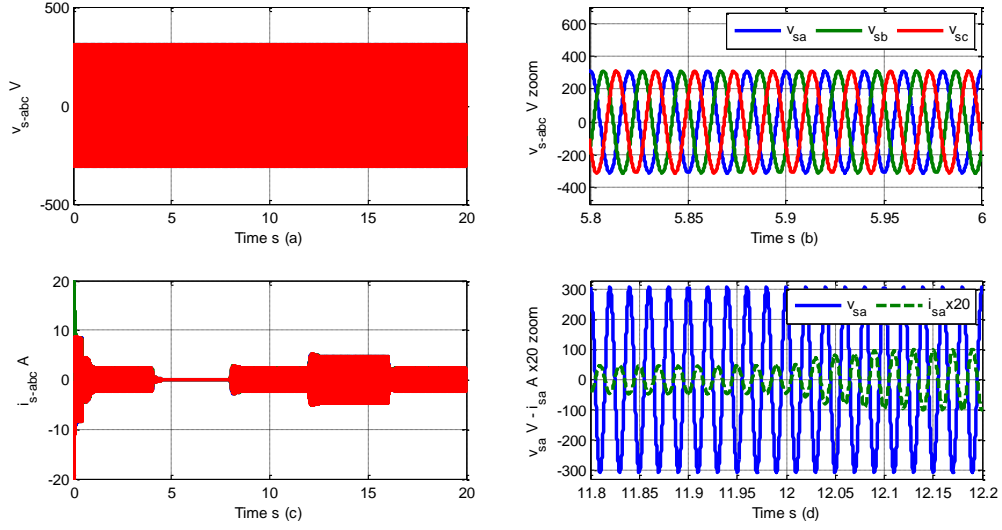 500
0
-500
v_s-abc V
0 5 10 15 20
Time s (a)
600
400
200
0
-200
-400
v_s-abc V zoom
v_sa v_sb v_sc
5.8 5.85 5.9 5.95 6
Time s (b)
20
10
0
-10
-20
i_s-abc A
0 5 10 15 20
Time s (c)
300
200
100
0
-100
-200
-300
v_sa V - i_sa A x20 zoom
v_sa i_sa x20
11.8 11.85 11.9 11.95 12 12.05 12.1 12.15 12.2
Time s (d)